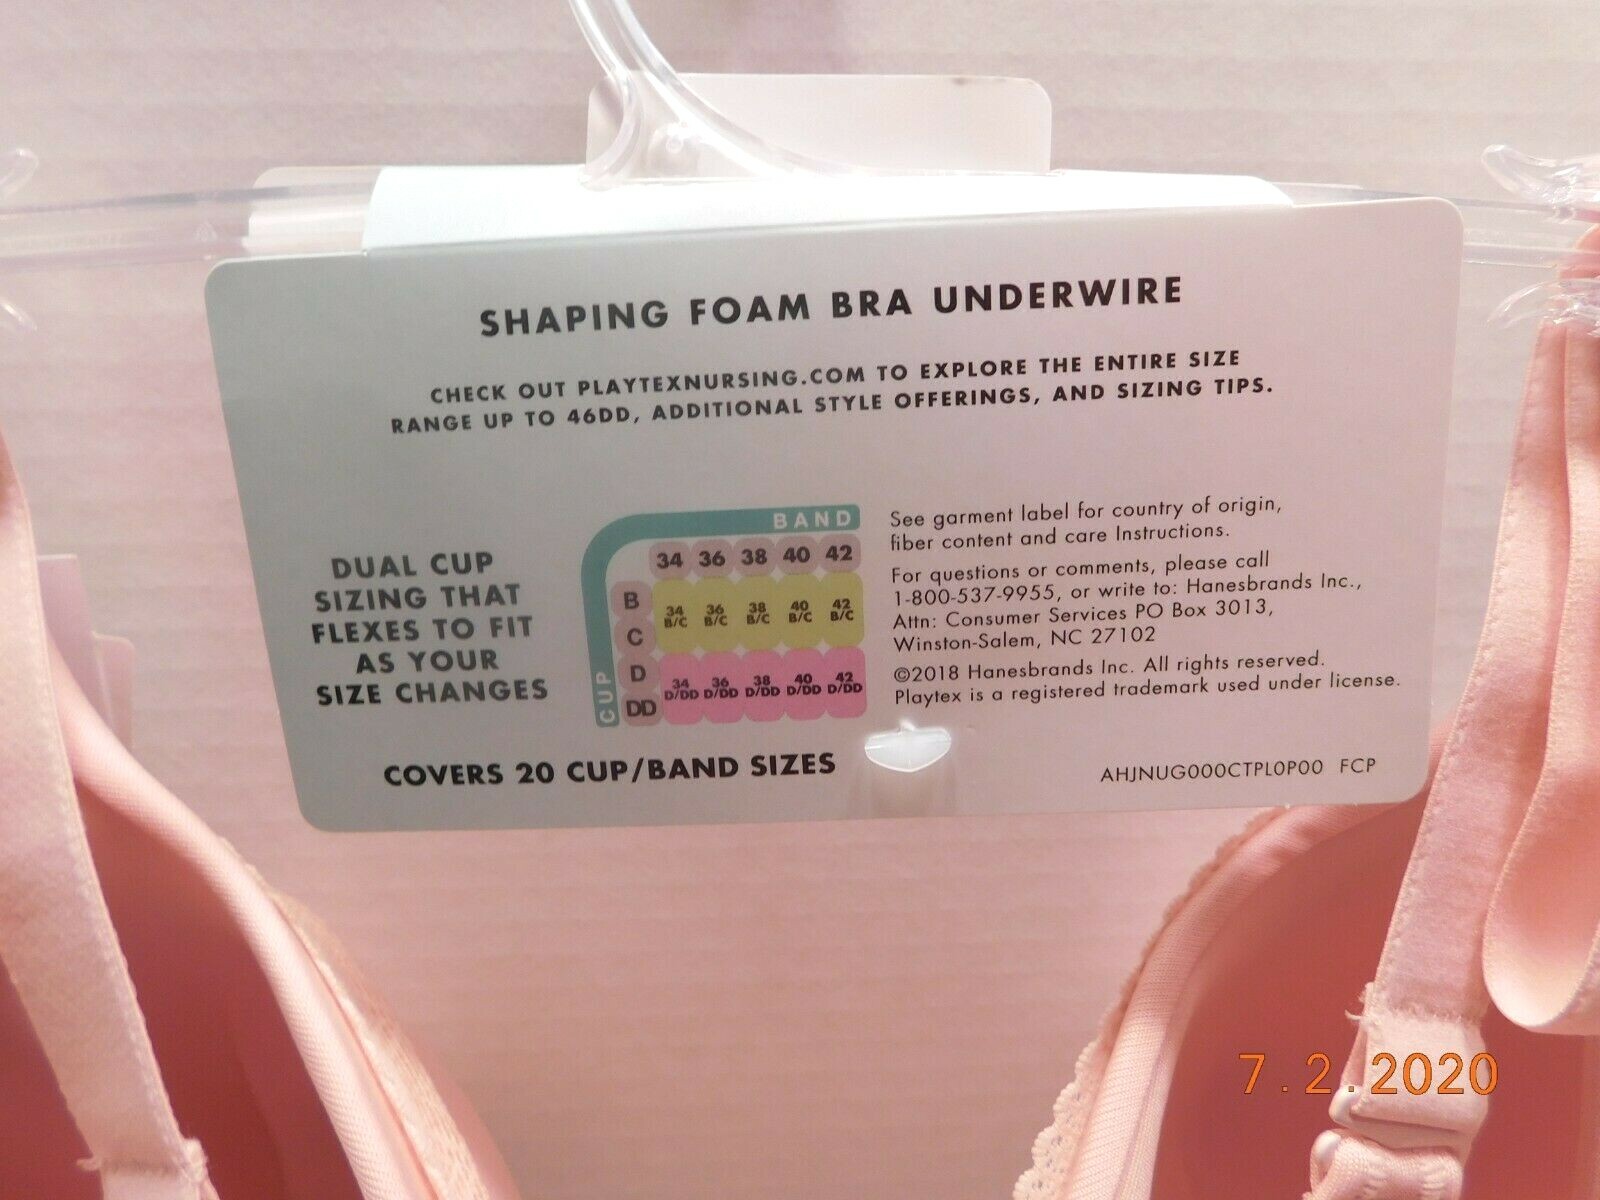 SHAPING FOAM BRA UNDERWIRE
CHECK OUT PLAYTEXNURSING.COM TO EXPLORE THE ENTIRE SIZE
RANGE UP TO 46DD, ADDITIONAL STYLE OFFERINGS, AND SIZING TIPS.
DUAL CUP
SIZING THAT
FLEXES TO FIT
AS YOUR
SIZE CHANGES
BAND
34 36 38 40 42
CUP
B
C
34 B/C 36 B/C 38 B/C 40 B/C 42 B/C
D
DD
34 D/DD 36 D/DD 38 D/DD 40 D/DD 42 D/DD
COVERS 20 CUP/BAND SIZES
See garment label for country of origin,
fiber content and care Instructions.
For questions or comments, please call
1-800-537-9955, or write to: Hanesbrands Inc.,
Attn: Consumer Services PO Box 3013,
Winston-Salem, NC 27102
©2018 Hanesbrands Inc. All rights reserved.
Playtex is a registered trademark used under license.
AHJNUG000CTPL0P00 FCP
7.2.2020